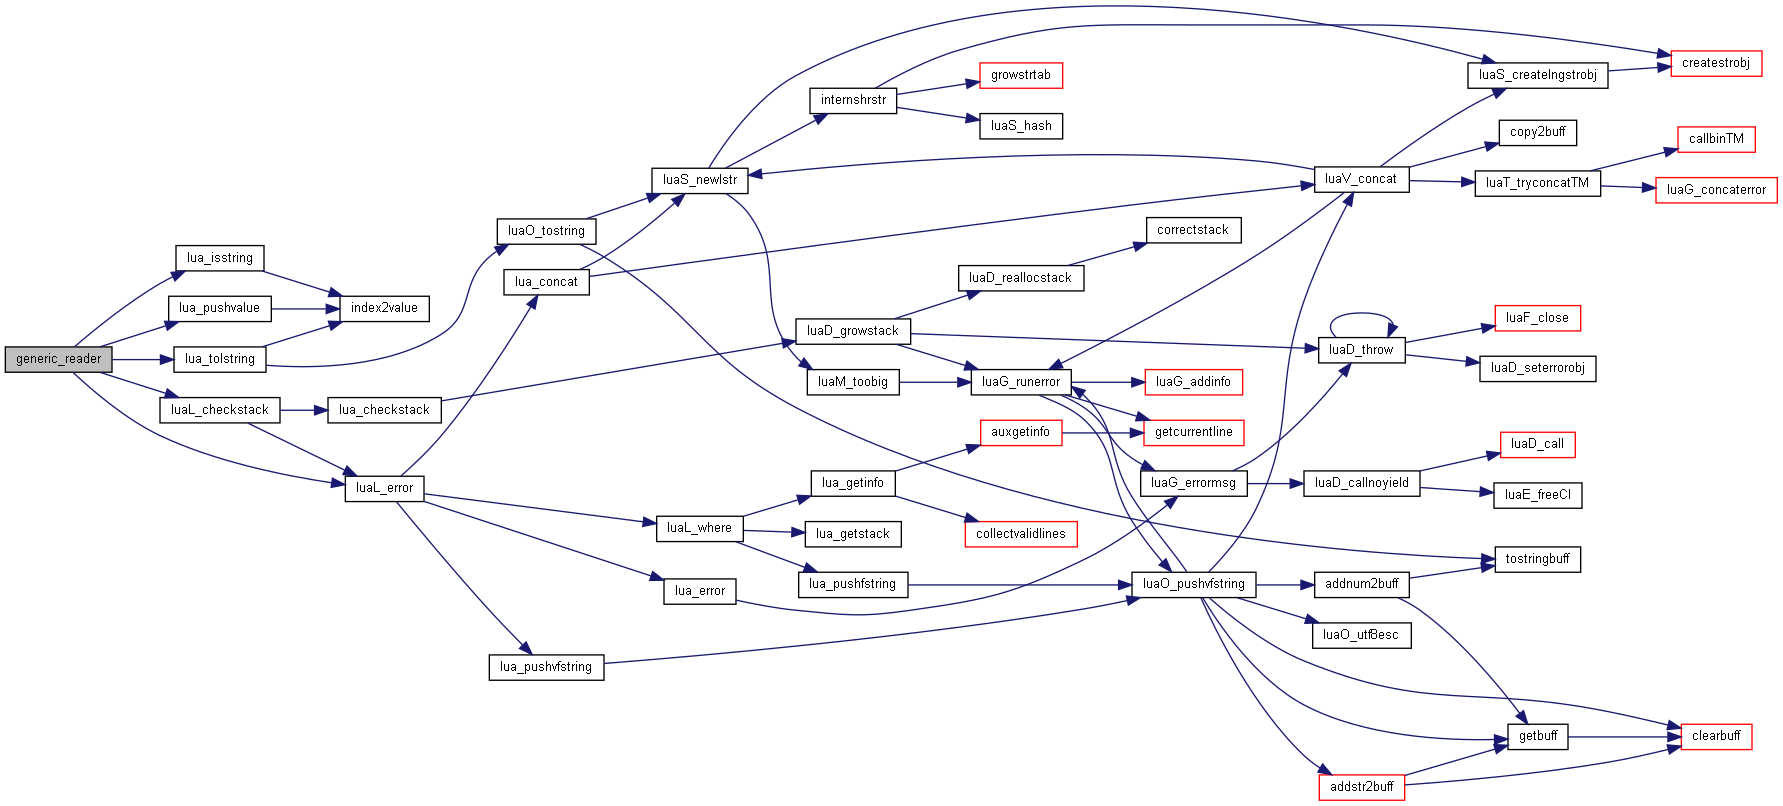 generic_reader
lua_isstring
lua_pushvalue
lua_tolstring
luaL_checkstack
index2value
lua_checkstack
luaL_error
luaO_tostring
lua_concat
lua_pushvfstring
luaS_newlstr
luaL_where
lua_error
internshrstr
luaD_growstack
luaM_toobig
lua_getinfo
lua_getstack
lua_pushfstring
growstrtab
luaS_hash
luaD_reallocstack
luaG_runerror
auxgetinfo
collectvalidlines
correctstack
luaG_addinfo
getcurrentline
luaG_errormsg
luaO_pushvfstring
luaV_concat
luaD_throw
luaD_callnoyield
addnum2buff
luaO_utf8esc
addstr2buff
luaS_createlngstrobj
copy2buff
luaT_tryconcatTM
luaF_close
luaD_seterrorobj
luaD_call
luaE_freeCI
tostringbuff
getbuff
createstrobj
callbinTM
luaG_concaterror
clearbuff